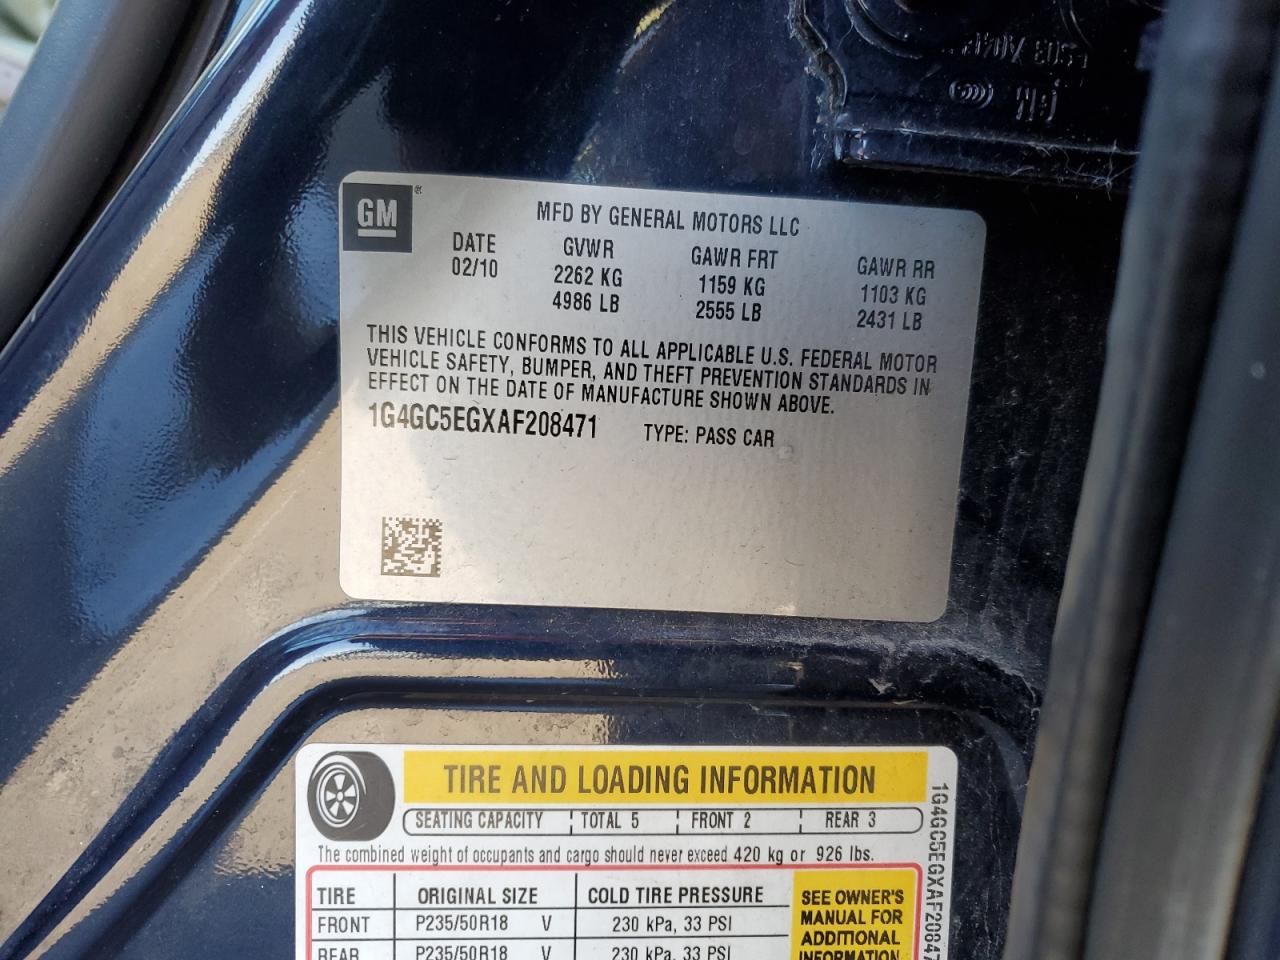 GM
MFD BY GENERAL MOTORS LLC
DATE GVWR GAWR FRT GAWR RR
02/10 2262 KG 1159 KG 1103 KG
4986 LB 2555 LB 2431 LB
THIS VEHICLE CONFORMS TO ALL APPLICABLE U.S. FEDERAL MOTOR
VEHICLE SAFETY, BUMPER, AND THEFT PREVENTION STANDARDS IN
EFFECT ON THE DATE OF MANUFACTURE SHOWN ABOVE.
1G4GC5EGXAF208471 TYPE: PASS CAR
TIRE AND LOADING INFORMATION
SEATING CAPACITY TOTAL 5 FRONT 2 REAR 3
The combined weight of occupants and cargo should never exceed 420 kg or 926 lbs.
TIRE ORIGINAL SIZE COLD TIRE PRESSURE
FRONT P235/50R18 V 230 kPa, 33 PSI
REAR P235/50R18 V 230 kPa, 33 PSI
SEE OWNER'S
MANUAL FOR
ADDITIONAL
INFORMATION
1G4GC5EGXAF20847